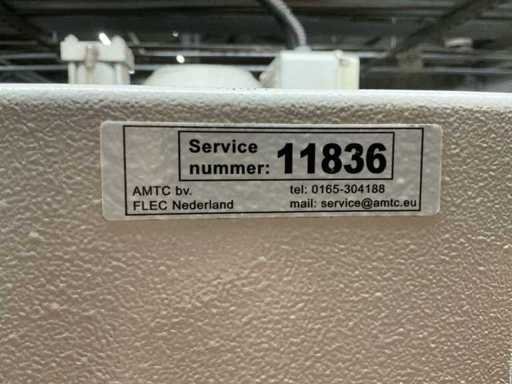 Service
nummer: 11836
AMTC bv. tel: 0165-304188
FLEC Nederland mail: service@amtc.eu